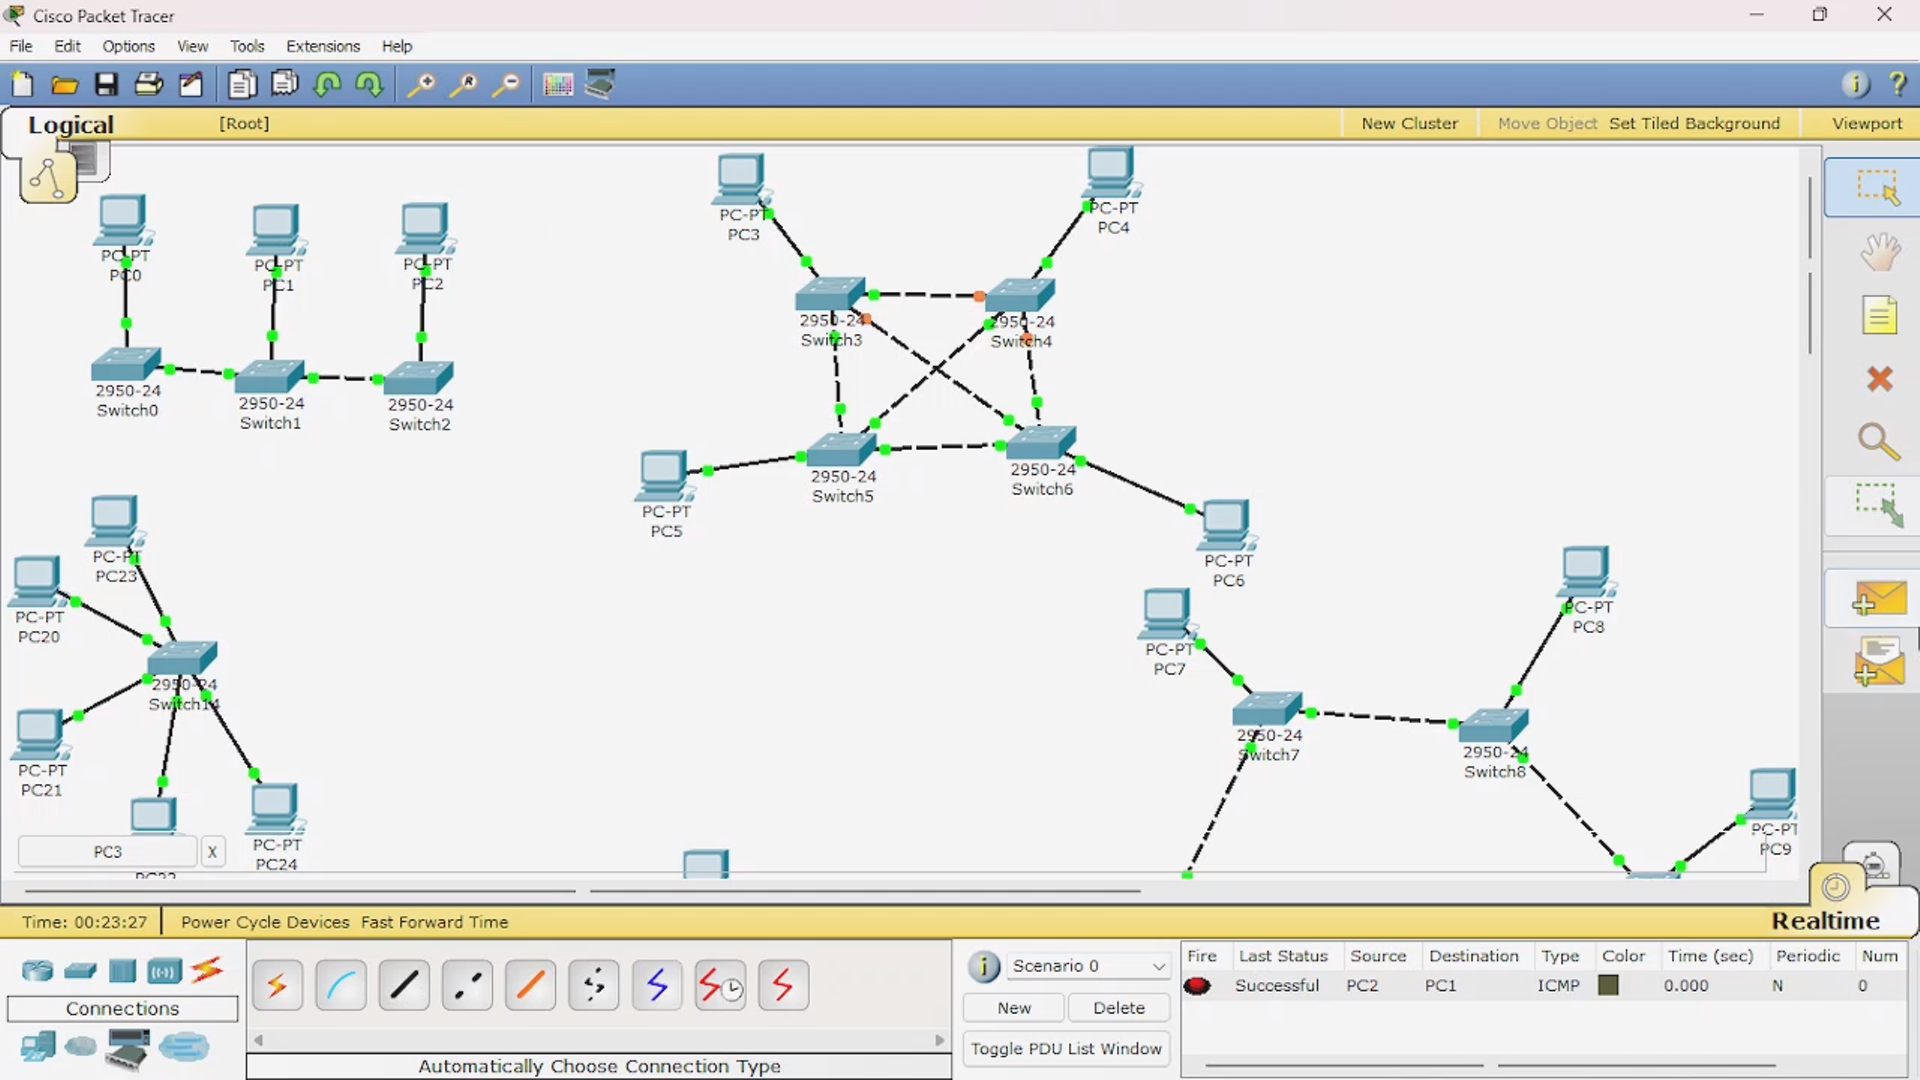 Cisco Packet Tracer
File Edit Options View Tools Extensions Help
Logical [Root] New Cluster Move Object Set Tiled Background Viewport
PC-PT
PC0
PC-PT
PC1
PC-PT
PC2
PC-PT
PC3
PC-PT
PC4
2950-24
Switch0
2950-24
Switch1
2950-24
Switch2
2950-24
Switch3
2950-24
Switch4
2950-24
Switch5
2950-24
Switch6
PC-PT
PC5
PC-PT
PC6
PC-PT
PC23
PC-PT
PC20
2950-24
Switch14
PC-PT
PC21
PC-PT
PC24
PC-PT
PC7
PC-PT
PC8
2950-24
Switch7
2950-24
Switch8
PC-PT
PC9
PC3 X
Time: 00:23:27 Power Cycle Devices Fast Forward Time Realtime
Connections
Automatically Choose Connection Type
Scenario 0
New Delete
Toggle PDU List Window
Fire Last Status Source Destination Type Color Time (sec) Periodic Num
Successful PC2 PC1 ICMP 0.000 N 0